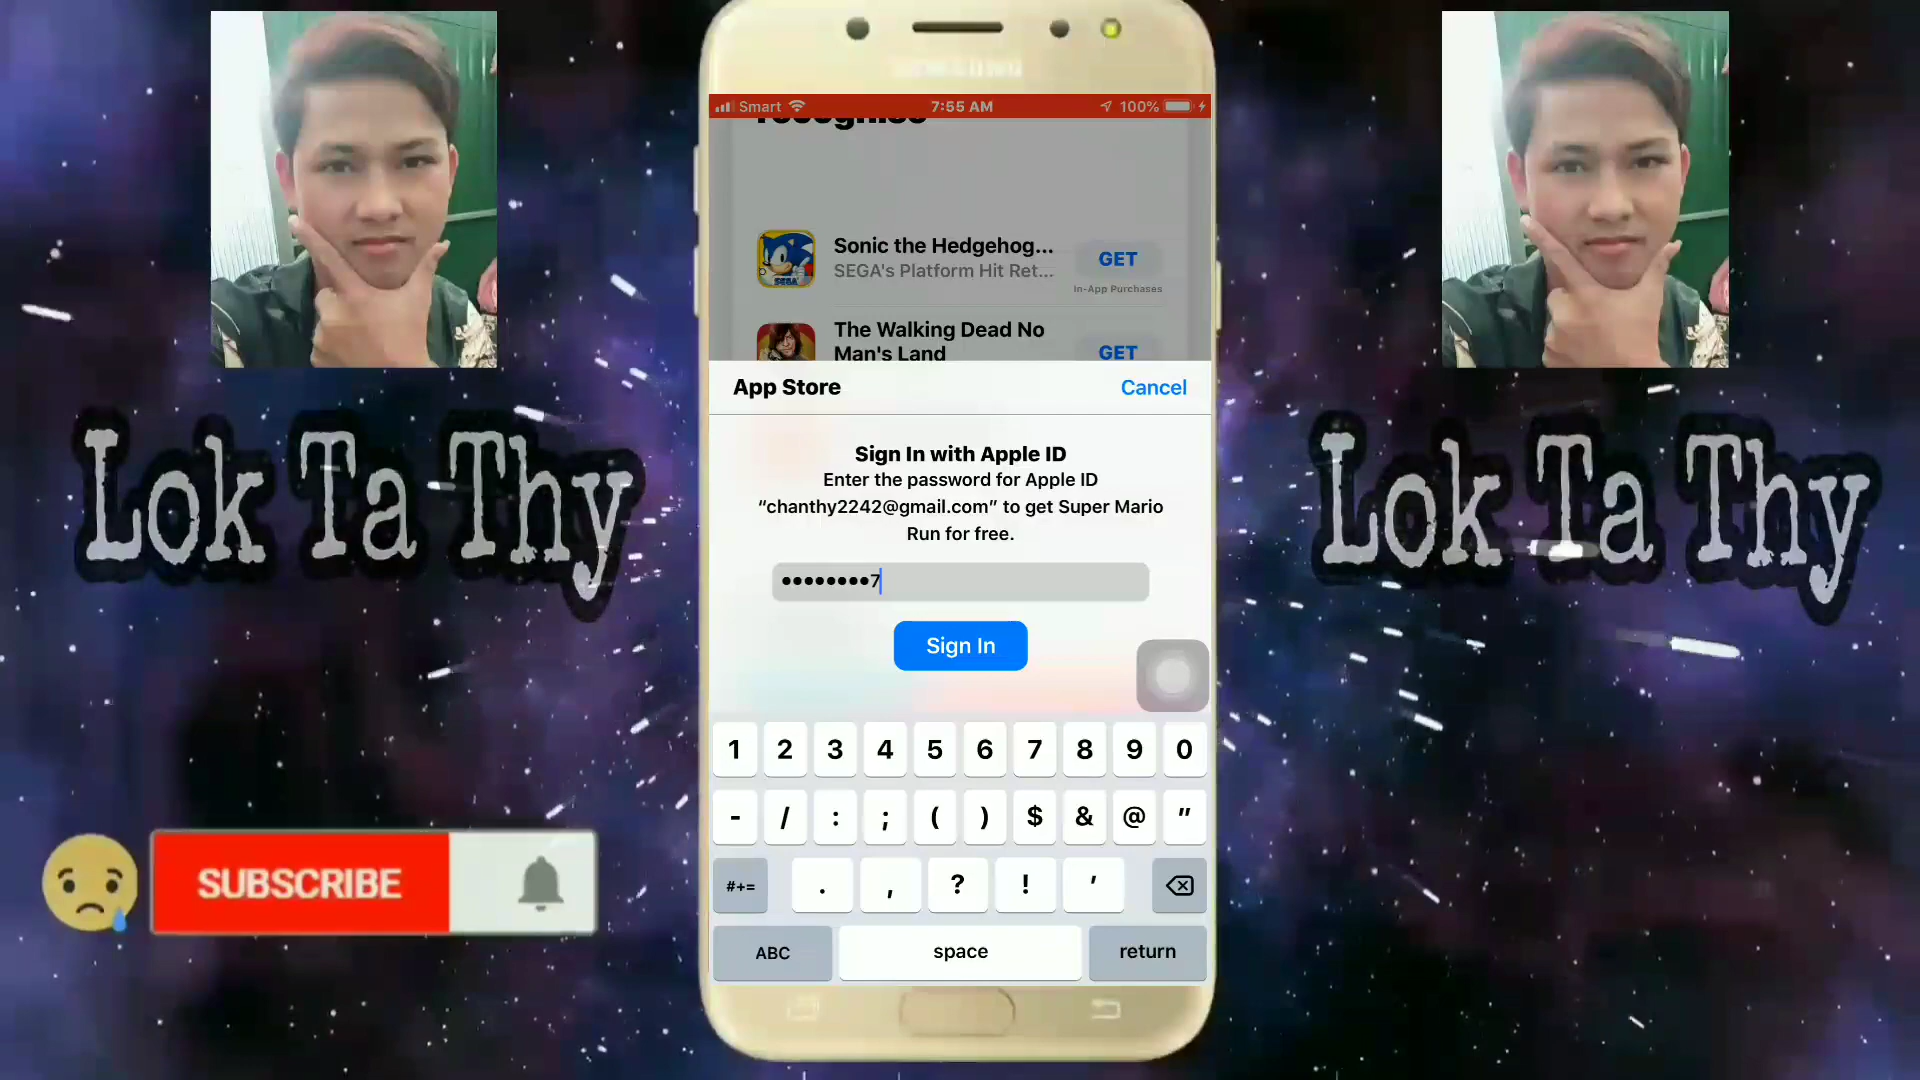 SAMSUNG
Smart 7:55 AM 100%
recognise
Sonic the Hedgehog...
SEGA's Platform Hit Ret...
GET
In-App Purchases
SEGA
The Walking Dead No
Man's Land
GET
App Store
Cancel
Sign In with Apple ID
Enter the password for Apple ID
“chanthy2242@gmail.com” to get Super Mario
Run for free.
••••••••7
Sign In
1 2 3 4 5 6 7 8 9 0
- / : ; ( ) $ & @ "
#+= . , ? ! '
ABC space return
Lok Ta Thy
Lok Ta Thy
SUBSCRIBE